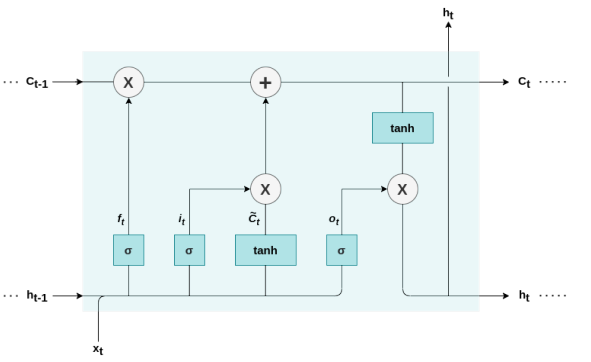 hₜ
··· Cₜ₋₁ X + Cₜ ·····
tanh
X X
fₜ iₜ C̃ₜ oₜ
σ σ tanh σ
··· hₜ₋₁ hₜ ·····
xₜ